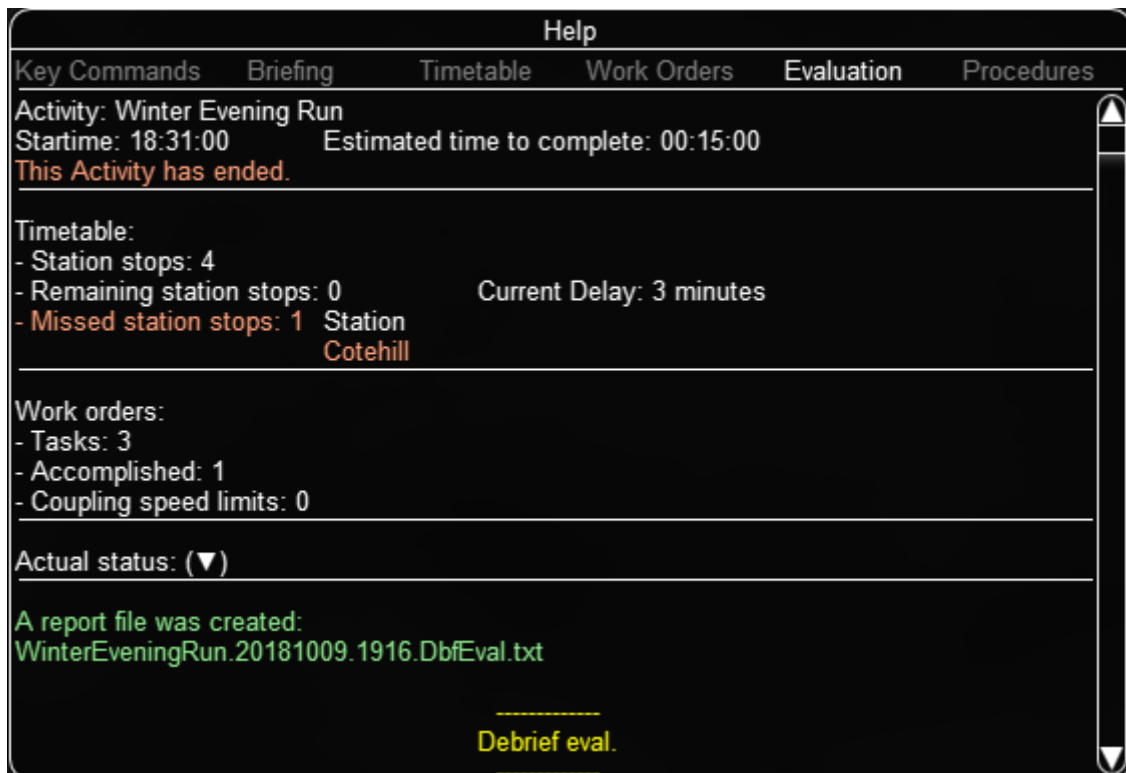 Help
Key Commands Briefing Timetable Work Orders Evaluation Procedures
Activity: Winter Evening Run
Startime: 18:31:00 Estimated time to complete: 00:15:00
This Activity has ended.
Timetable:
- Station stops: 4
- Remaining station stops: 0 Current Delay: 3 minutes
- Missed station stops: 1 Station
Cotehill
Work orders:
- Tasks: 3
- Accomplished: 1
- Coupling speed limits: 0
Actual status: (▼)
A report file was created:
WinterEveningRun.20181009.1916.DbfEval.txt
-------------
Debrief eval.
-------------